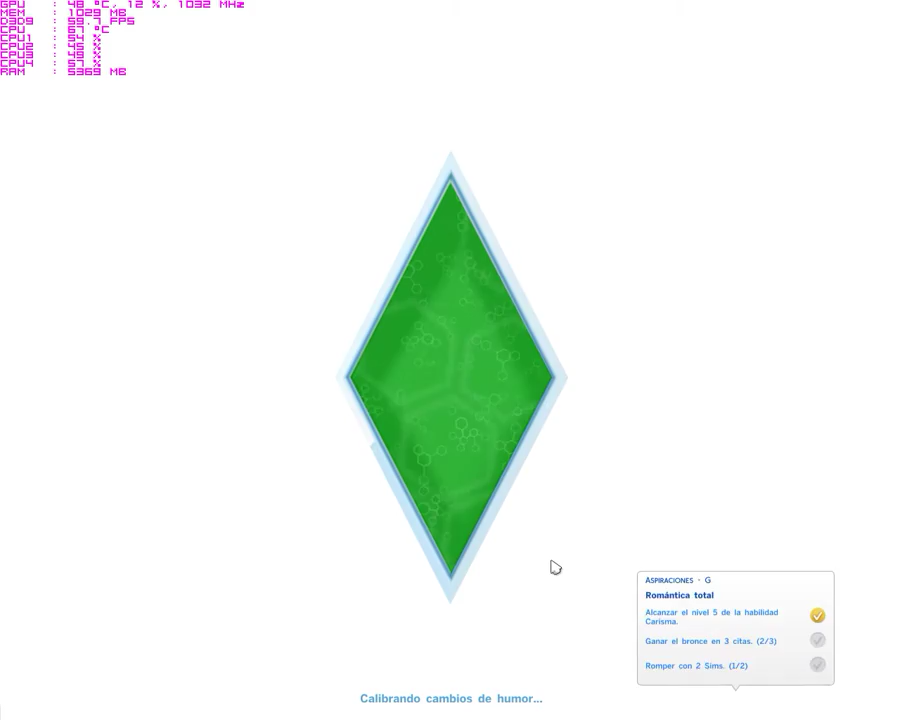 GPU : 48 °C, 12 %, 1032 MHz
MEM : 1029 MB
D3D9 : 59.7 FPS
CPU : 67 °C
CPU1 : 54 %
CPU2 : 45 %
CPU3 : 49 %
CPU4 : 57 %
RAM : 5369 MB
ASPIRACIONES - G
Romántica total
Alcanzar el nivel 5 de la habilidad
Carisma.
Ganar el bronce en 3 citas. (2/3)
Romper con 2 Sims. (1/2)
Calibrando cambios de humor...